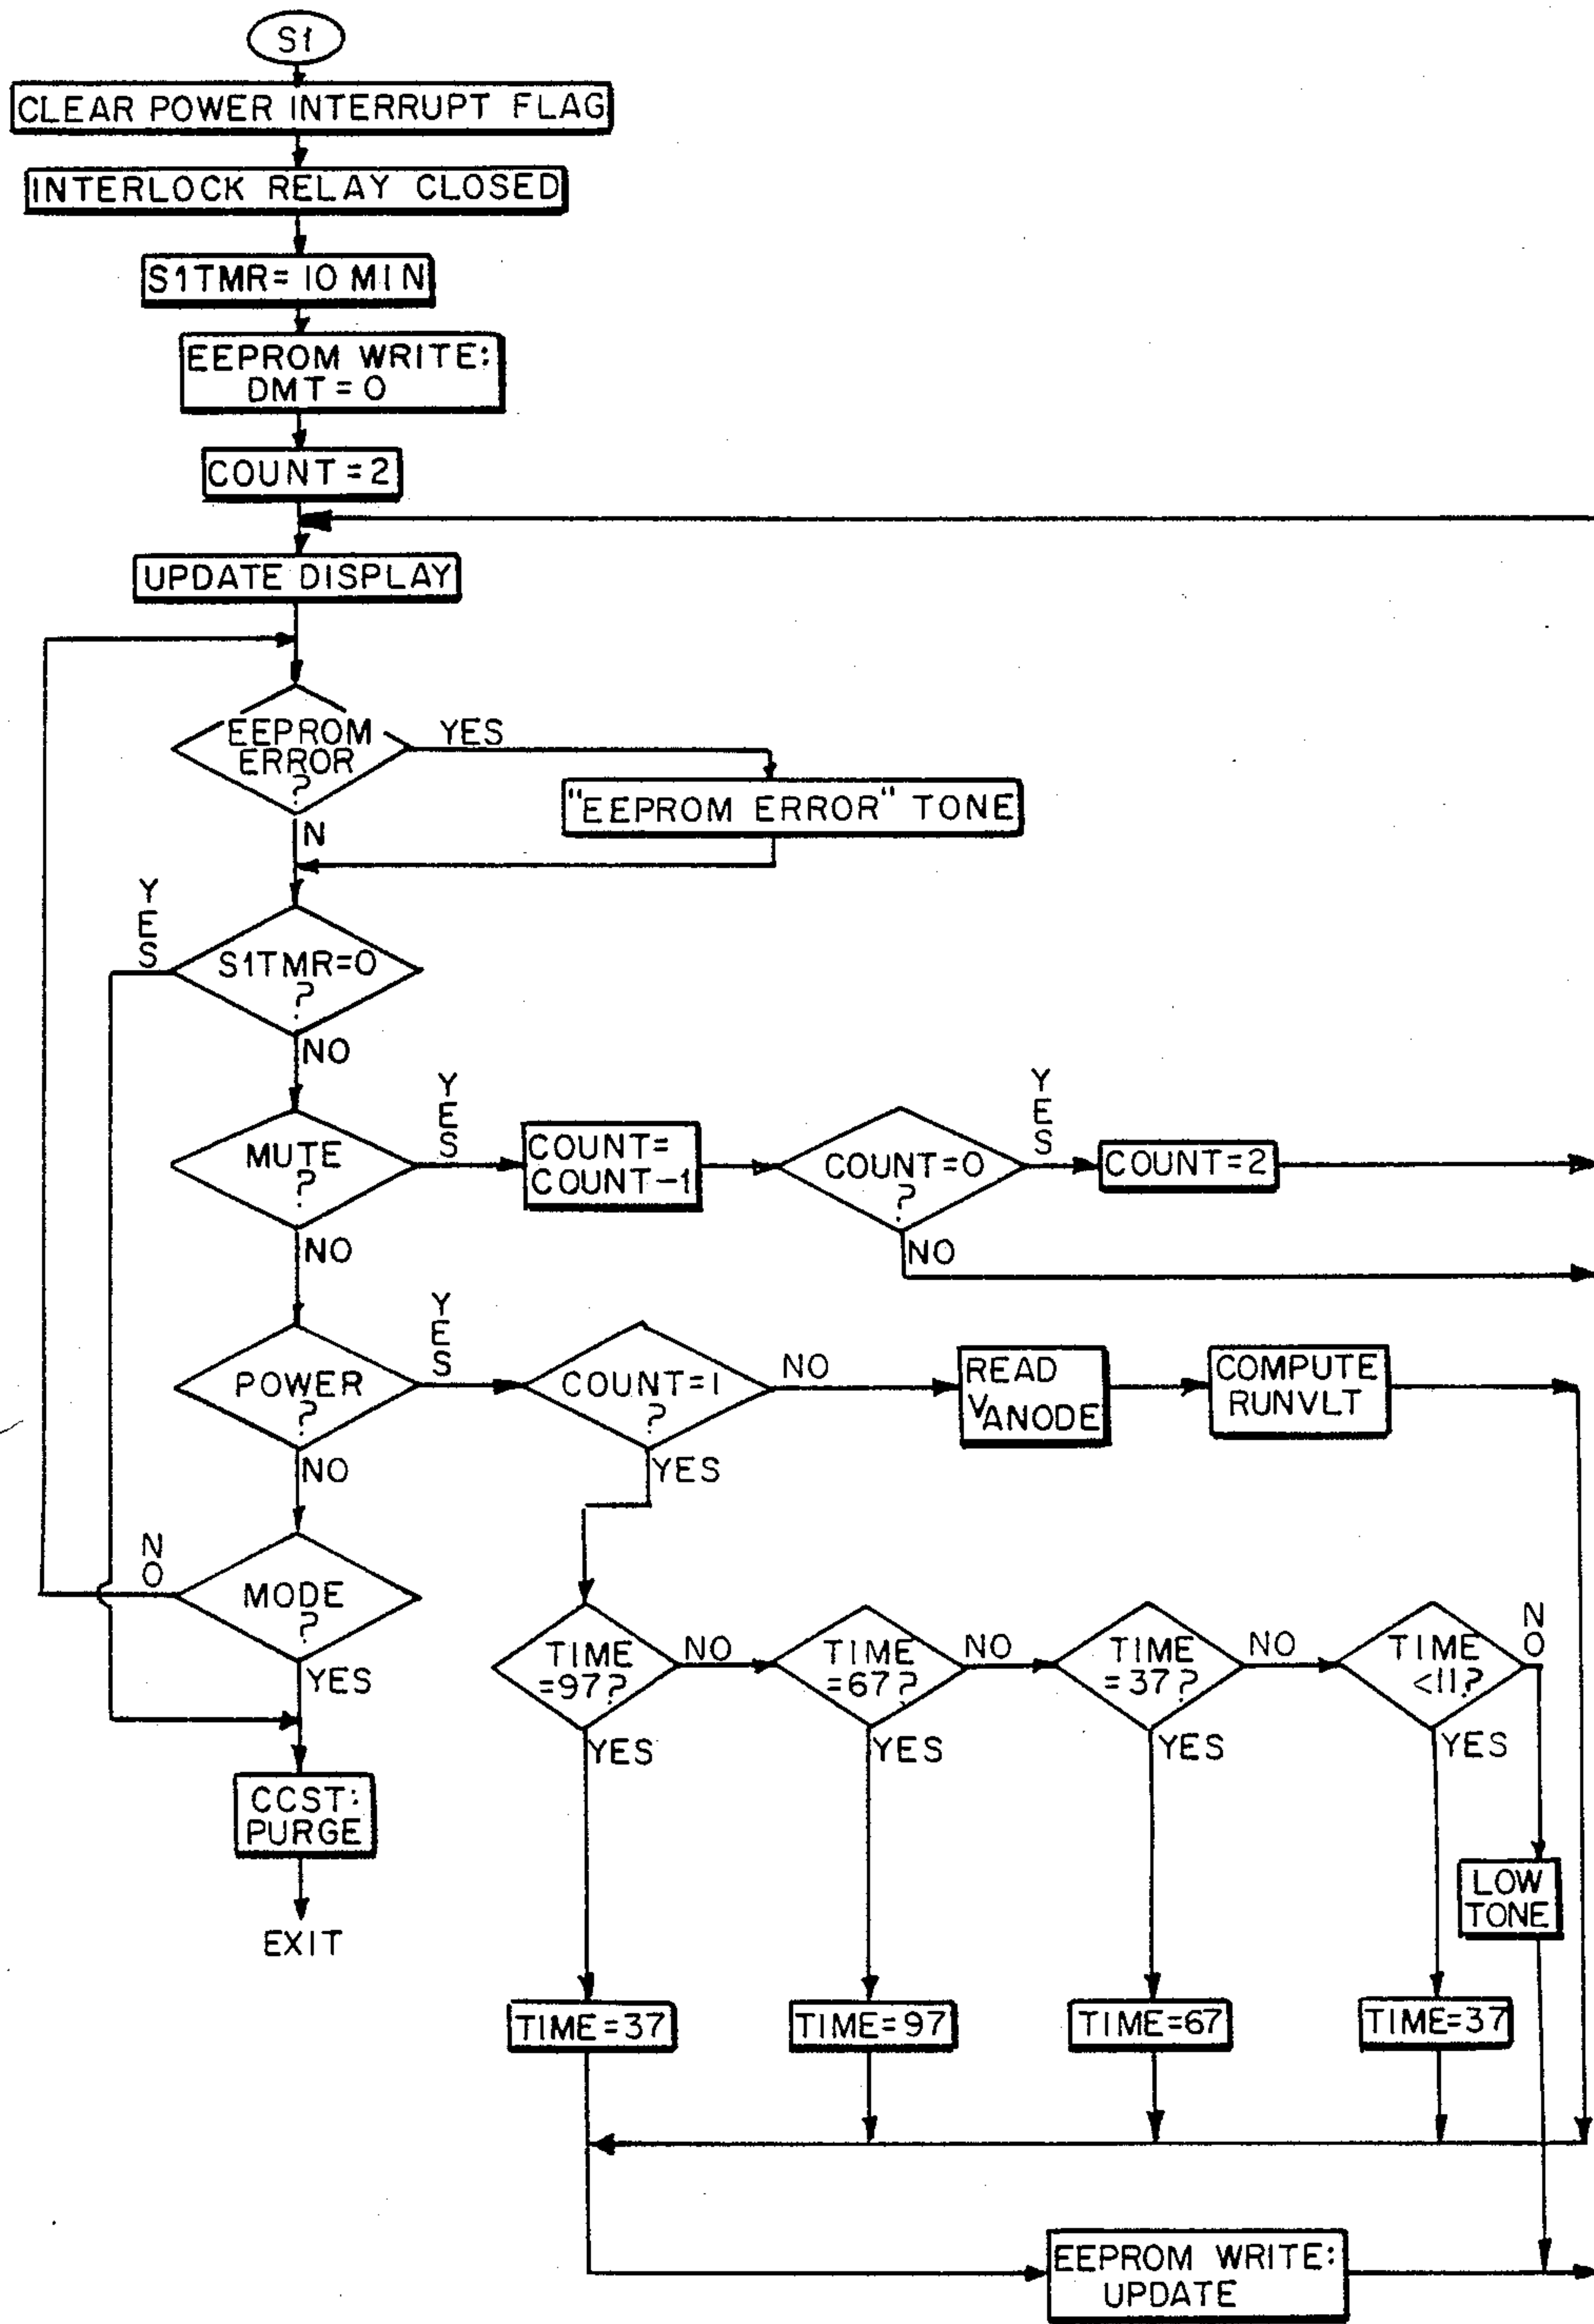 S1
CLEAR POWER INTERRUPT FLAG
INTERLOCK RELAY CLOSED
S1TMR= 10 MIN
EEPROM WRITE:
DMT = 0
COUNT = 2
UPDATE DISPLAY
EEPROM
ERROR
?
YES
"EEPROM ERROR" TONE
N
YES
S1TMR=0
?
NO
MUTE
?
YES
COUNT=
COUNT-1
COUNT=0
?
YES
COUNT=2
NO
NO
POWER
?
YES
COUNT=1
?
NO
READ
VANODE
COMPUTE
RUNVLT
YES
NO
NO
MODE
?
YES
TIME
=97?
NO
TIME
=67?
NO
TIME
=37?
NO
TIME
<11?
NO
YES
YES
YES
YES
CCST:
PURGE
EXIT
LOW
TONE
TIME=37
TIME=97
TIME=67
TIME=37
EEPROM WRITE:
UPDATE